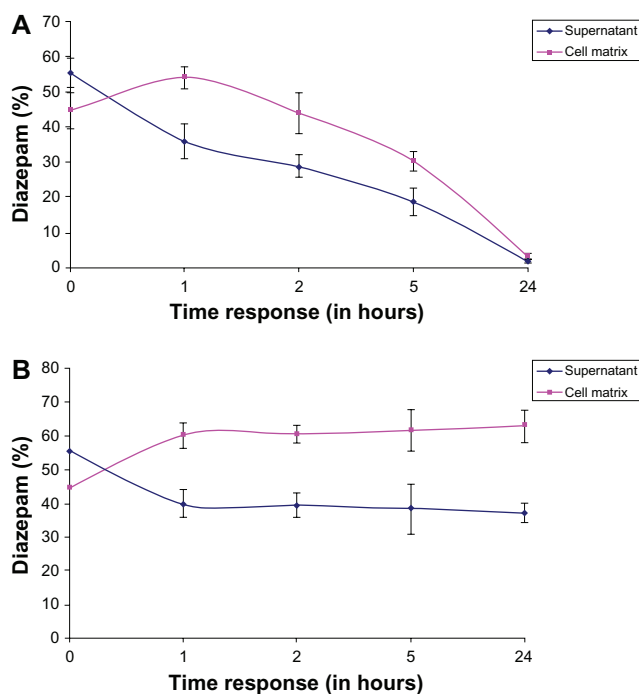 A
Supernatant
Cell matrix
Diazepam (%)
70
60
50
40
30
20
10
0
0 1 2 5 24
Time response (in hours)
B
Supernatant
Cell matrix
Diazepam (%)
80
70
60
50
40
30
20
10
0
0 1 2 5 24
Time response (in hours)